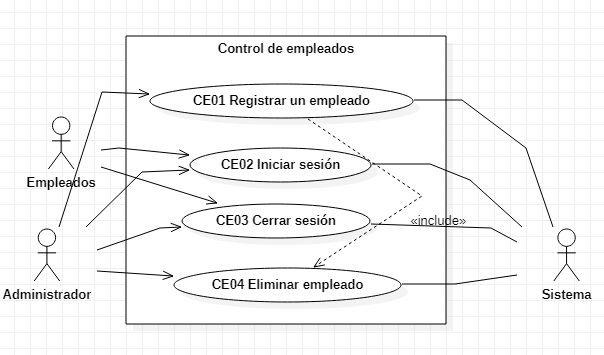 Control de empleados
CE01 Registrar un empleado
CE02 Iniciar sesión
Empleados
CE03 Cerrar sesión
«include»
CE04 Eliminar empleado
Administrador
Sistema